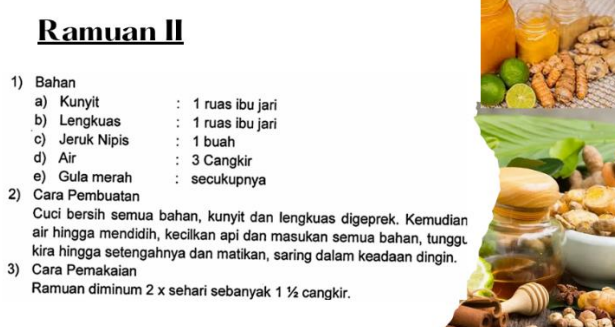 Ramuan II
1) Bahan
a) Kunyit : 1 ruas ibu jari
b) Lengkuas : 1 ruas ibu jari
c) Jeruk Nipis : 1 buah
d) Air : 3 Cangkir
e) Gula merah : secukupnya
2) Cara Pembuatan
Cuci bersih semua bahan, kunyit dan lengkuas digeprek. Kemudian
air hingga mendidih, kecilkan api dan masukan semua bahan, tunggu
kira hingga setengahnya dan matikan, saring dalam keadaan dingin.
3) Cara Pemakaian
Ramuan diminum 2 x sehari sebanyak 1 ½ cangkir.